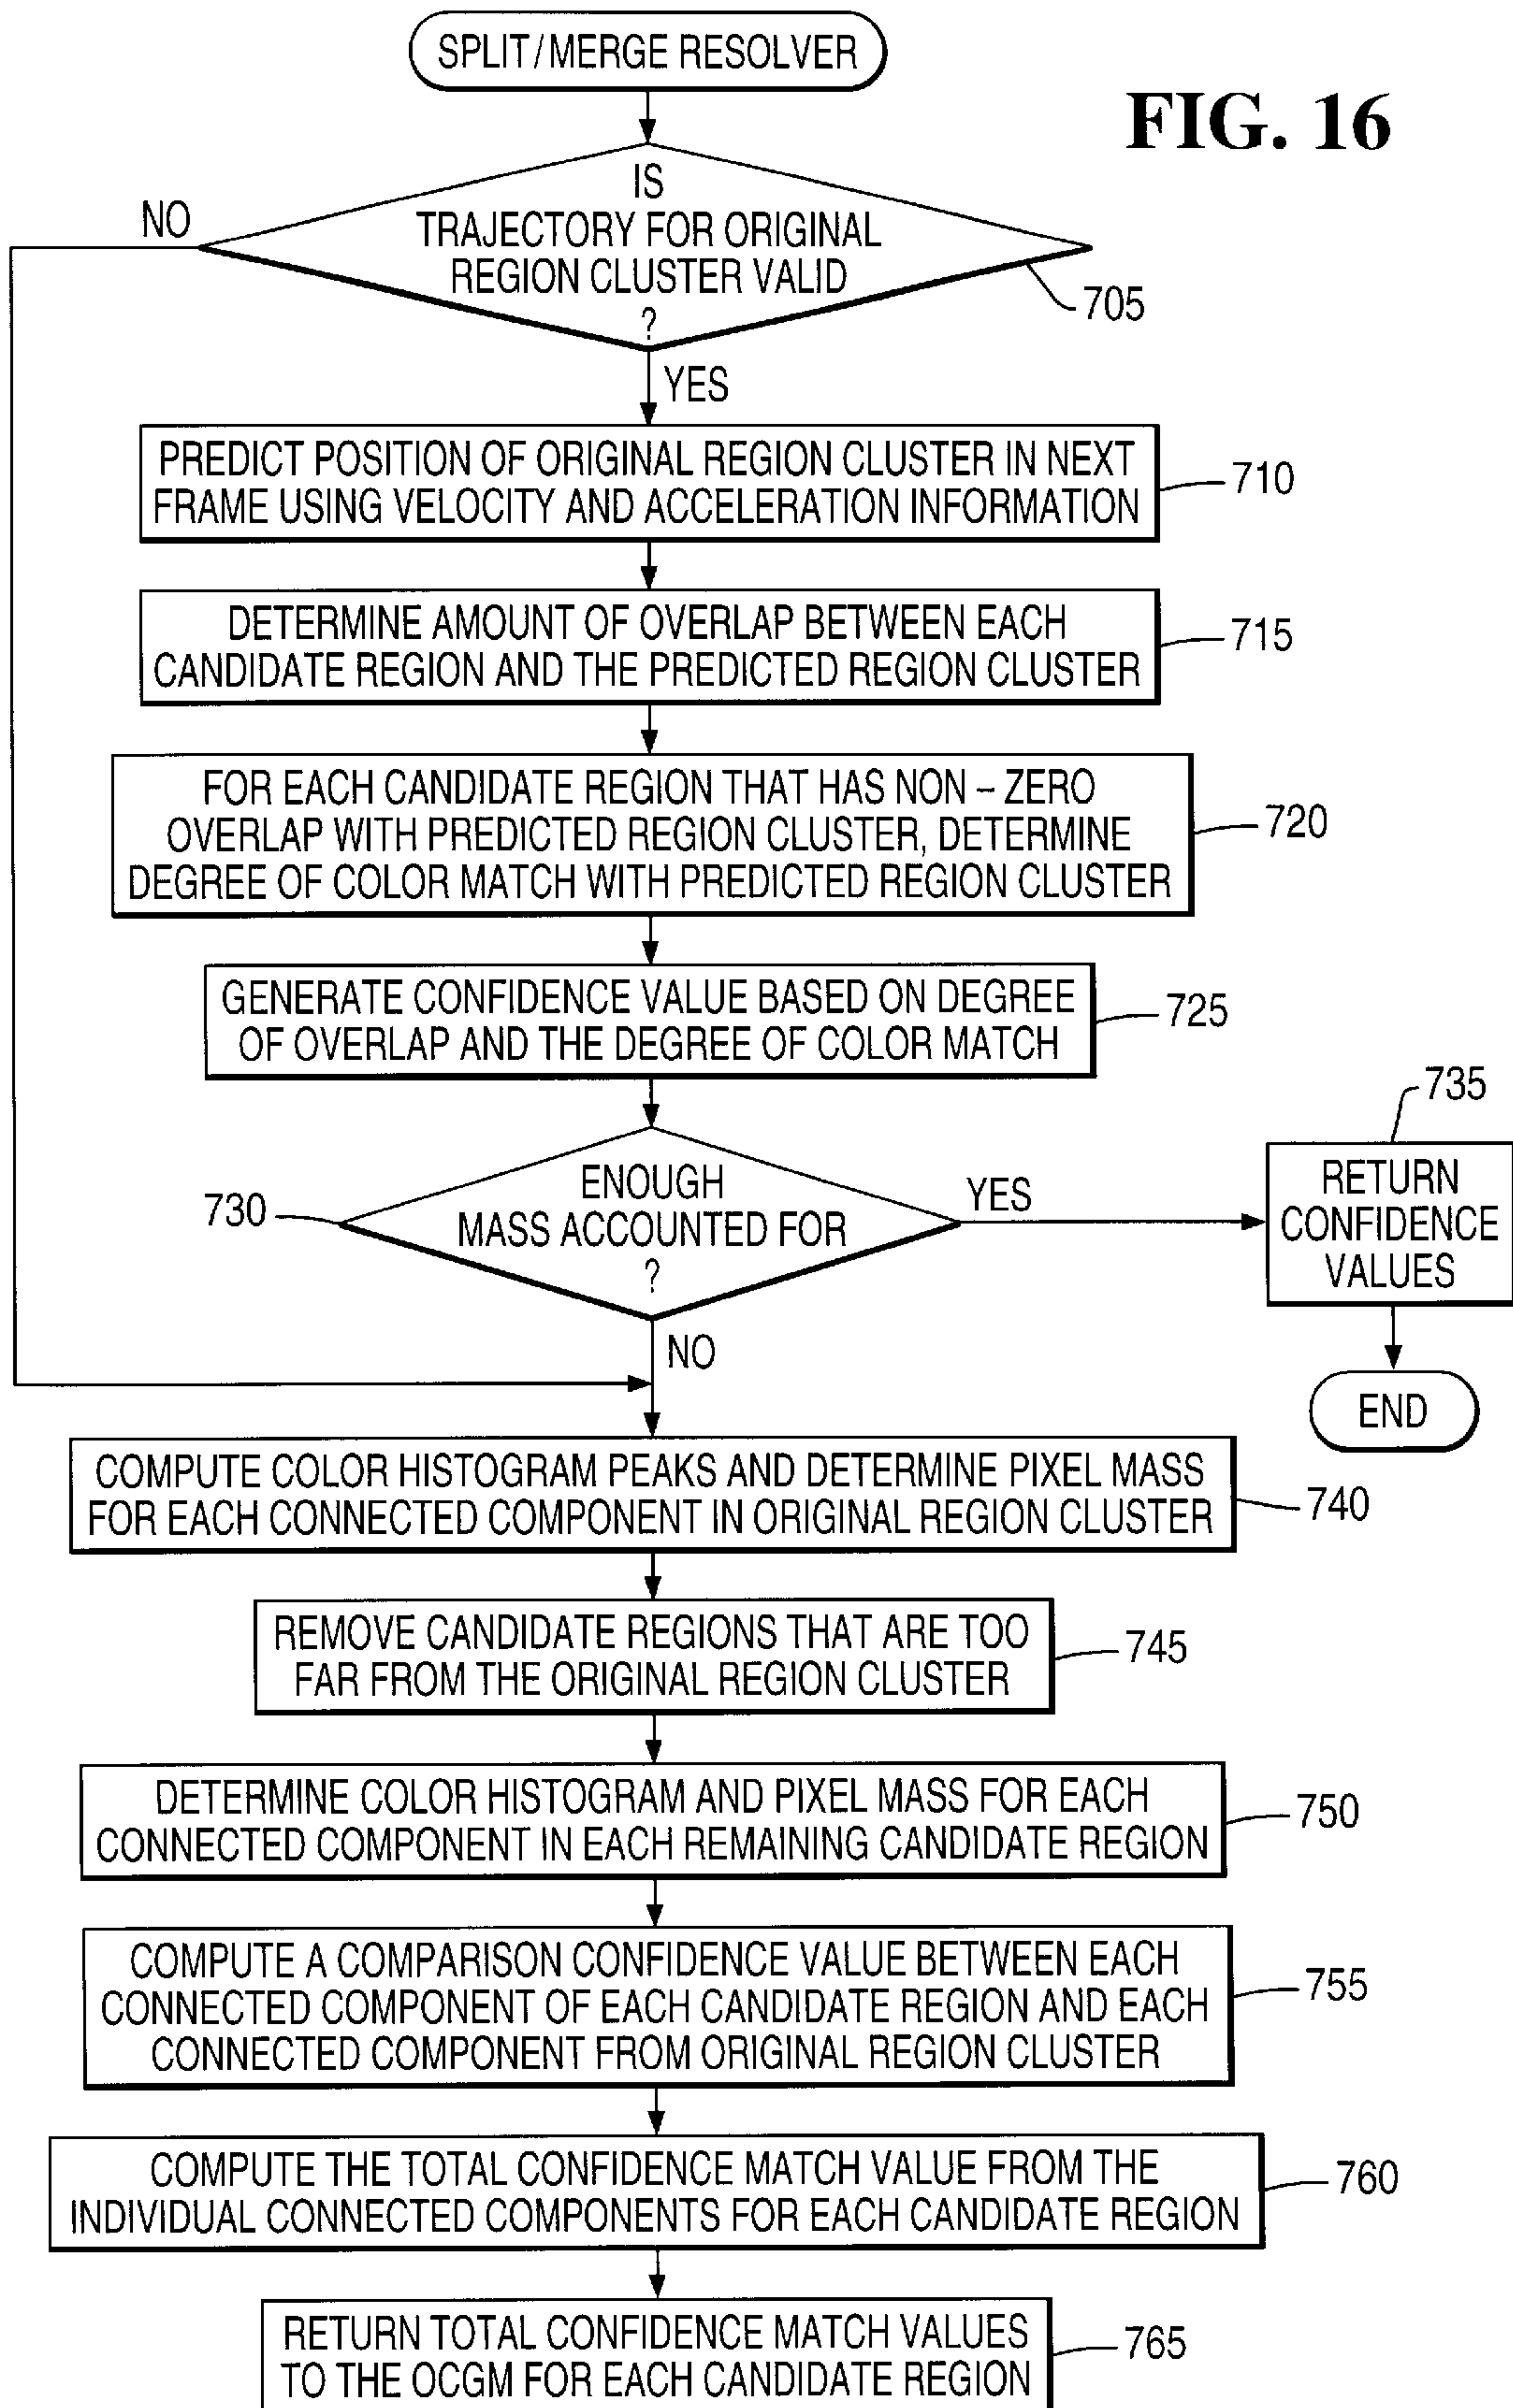 SPLIT/MERGE RESOLVER
FIG. 16
IS
TRAJECTORY FOR ORIGINAL
REGION CLUSTER VALID
?
NO
705
YES
PREDICT POSITION OF ORIGINAL REGION CLUSTER IN NEXT
FRAME USING VELOCITY AND ACCELERATION INFORMATION
710
DETERMINE AMOUNT OF OVERLAP BETWEEN EACH
CANDIDATE REGION AND THE PREDICTED REGION CLUSTER
715
FOR EACH CANDIDATE REGION THAT HAS NON – ZERO
OVERLAP WITH PREDICTED REGION CLUSTER, DETERMINE
DEGREE OF COLOR MATCH WITH PREDICTED REGION CLUSTER
720
GENERATE CONFIDENCE VALUE BASED ON DEGREE
OF OVERLAP AND THE DEGREE OF COLOR MATCH
725
730
ENOUGH
MASS ACCOUNTED FOR
?
YES
735
RETURN
CONFIDENCE
VALUES
END
NO
COMPUTE COLOR HISTOGRAM PEAKS AND DETERMINE PIXEL MASS
FOR EACH CONNECTED COMPONENT IN ORIGINAL REGION CLUSTER
740
REMOVE CANDIDATE REGIONS THAT ARE TOO
FAR FROM THE ORIGINAL REGION CLUSTER
745
DETERMINE COLOR HISTOGRAM AND PIXEL MASS FOR EACH
CONNECTED COMPONENT IN EACH REMAINING CANDIDATE REGION
750
COMPUTE A COMPARISON CONFIDENCE VALUE BETWEEN EACH
CONNECTED COMPONENT OF EACH CANDIDATE REGION AND EACH
CONNECTED COMPONENT FROM ORIGINAL REGION CLUSTER
755
COMPUTE THE TOTAL CONFIDENCE MATCH VALUE FROM THE
INDIVIDUAL CONNECTED COMPONENTS FOR EACH CANDIDATE REGION
760
RETURN TOTAL CONFIDENCE MATCH VALUES
TO THE OCGM FOR EACH CANDIDATE REGION
765